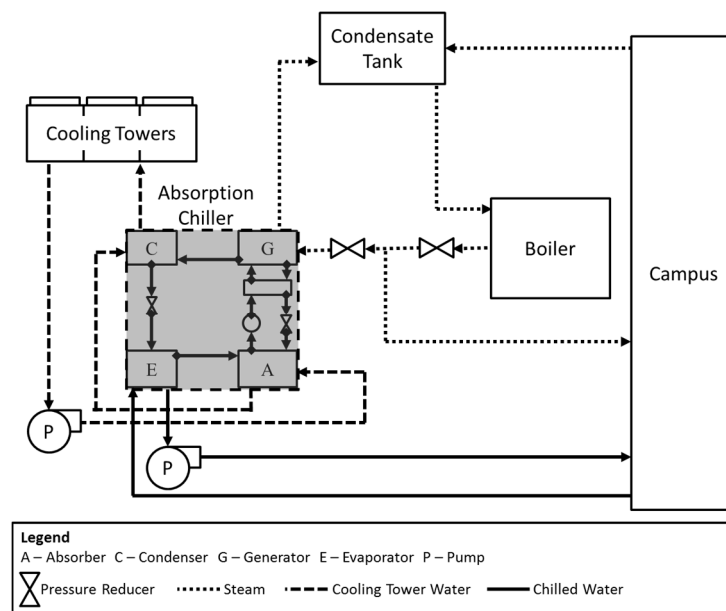 Condensate
Tank
Cooling Towers
Absorption
Chiller
C
G
Boiler
Campus
E
A
P
P
Legend
A – Absorber C – Condenser G – Generator E – Evaporator P – Pump
Pressure Reducer Steam Cooling Tower Water Chilled Water